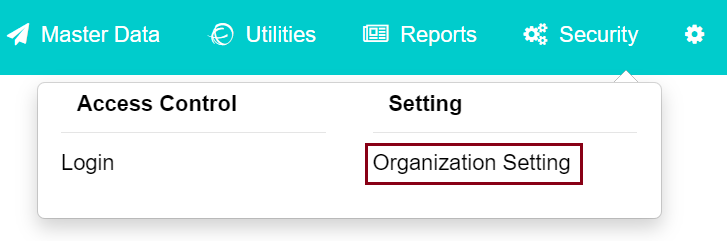 Master Data Utilities Reports Security
Access Control Setting
Login Organization Setting